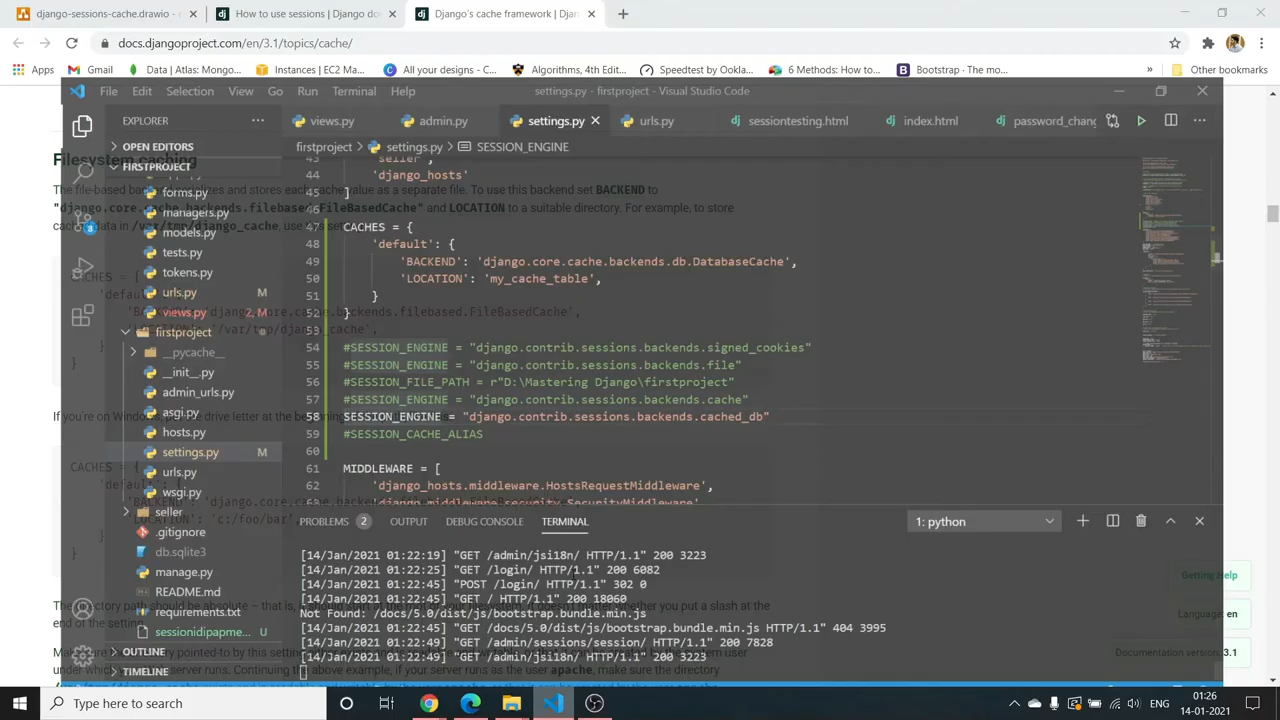 django-sessions-cache.drawio -
How to use sessions | Django do
Django's cache framework | Djan
docs.djangoproject.com/en/3.1/topics/cache/
Apps
Gmail
Data | Atlas: Mongo...
Instances | EC2 Ma...
All your designs - C...
Algorithms, 4th Edit...
Speedtest by Ookla...
6 Methods: How to...
Bootstrap · The mo...
»
Other bookmarks
File Edit Selection View Go Run Terminal Help
settings.py - firstproject - Visual Studio Code
EXPLORER
views.py
admin.py
settings.py
urls.py
sessiontesting.html
index.html
password_chang
OPEN EDITORS
firstproject > settings.py > SESSION_ENGINE
Filesystem caching
FIRSTPROJECT
forms.py
managers.py
models.py
tests.py
tokens.py
urls.py M
views.py 2, M
firstproject
__pycache__
__init__.py
admin_urls.py
asgi.py
hosts.py
settings.py M
urls.py
wsgi.py
seller
.gitignore
db.sqlite3
manage.py
README.md
requirements.txt
sessionidipapme... U
OUTLINE
TIMELINE
43 'seller',
44 'django_hosts'
45 ]
46
47 CACHES = {
48 'default': {
49 'BACKEND': 'django.core.cache.backends.db.DatabaseCache',
50 'LOCATION': 'my_cache_table',
51 }
52 }
53
54 #SESSION_ENGINE = "django.contrib.sessions.backends.signed_cookies"
55 #SESSION_ENGINE = "django.contrib.sessions.backends.file"
56 #SESSION_FILE_PATH = r"D:\Mastering Django\firstproject"
57 #SESSION_ENGINE = "django.contrib.sessions.backends.cache"
58 SESSION_ENGINE = "django.contrib.sessions.backends.cached_db"
59 #SESSION_CACHE_ALIAS
60
61 MIDDLEWARE = [
62 'django_hosts.middleware.HostsRequestMiddleware',
PROBLEMS 2 OUTPUT DEBUG CONSOLE TERMINAL
1: python
[14/Jan/2021 01:22:19] "GET /admin/jsi18n/ HTTP/1.1" 200 3223
[14/Jan/2021 01:22:45] "GET /login/ HTTP/1.1" 200 6082
[14/Jan/2021 01:22:45] "POST /login/ HTTP/1.1" 302 0
[14/Jan/2021 01:22:45] "GET / HTTP/1.1" 200 18060
Not Found: /docs/5.0/dist/js/bootstrap.bundle.min.js
[14/Jan/2021 01:22:45] "GET /docs/5.0/dist/js/bootstrap.bundle.min.js HTTP/1.1" 404 3995
[14/Jan/2021 01:22:49] "GET /admin/sessions/session/ HTTP/1.1" 200 7828
[14/Jan/2021 01:22:49] "GET /admin/jsi18n/ HTTP/1.1" 200 3223
Getting Help
Language: en
Documentation version: 3.1
Type here to search
ENG
01:26
14-01-2021